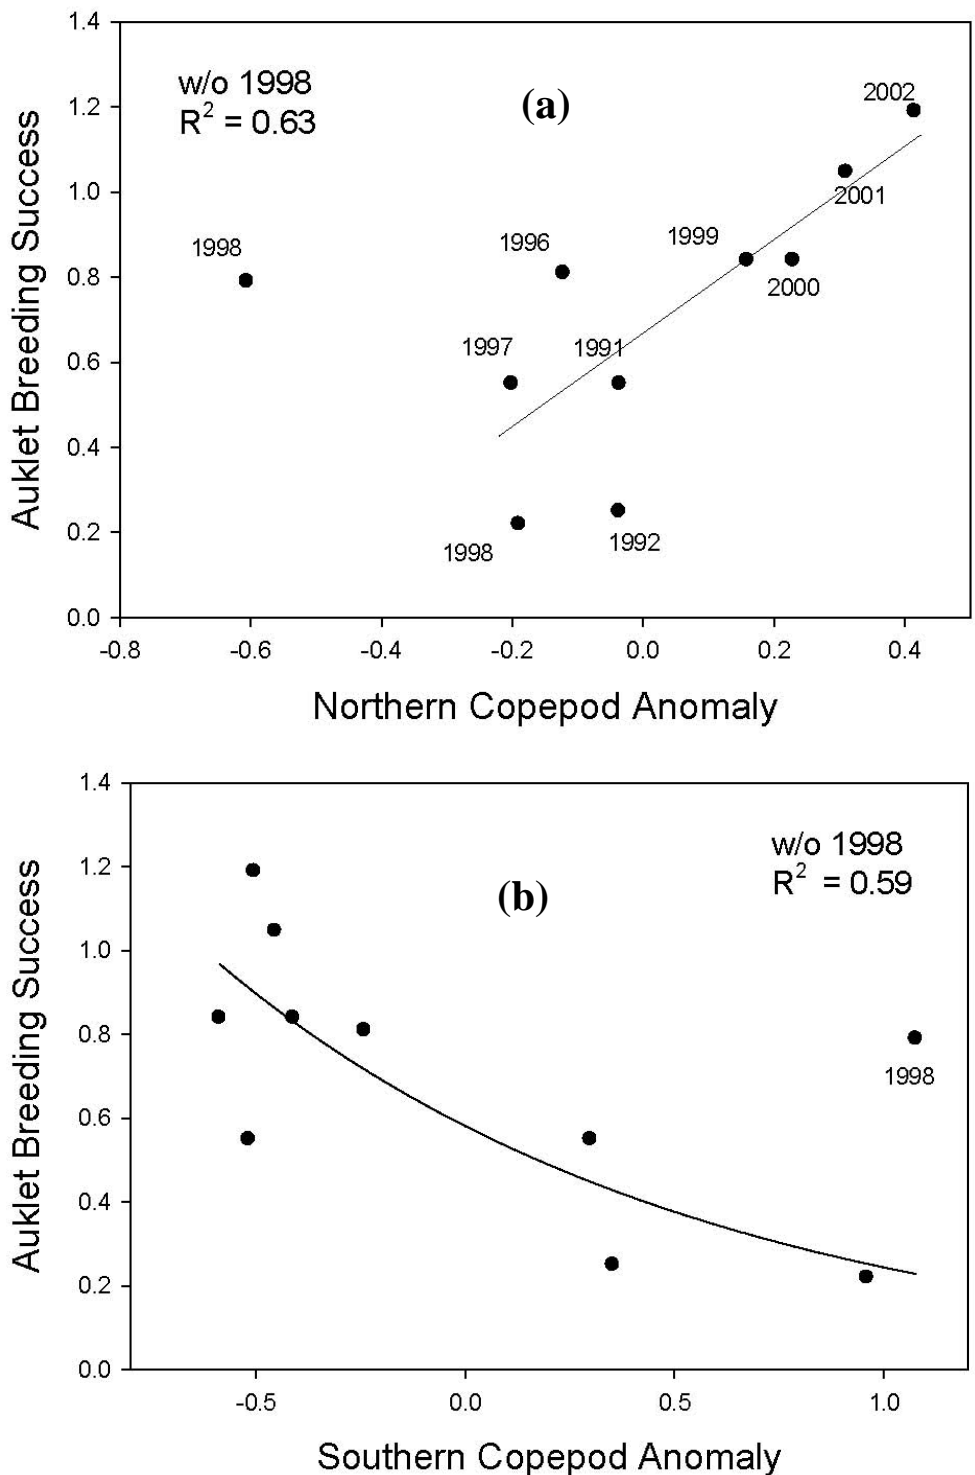 1.4
w/o 1998
R² = 0.63
(a)
2002
1.2
2001
1.0
1999
1996
1998
0.8
2000
1997
1991
0.6
0.4
1998
1992
0.2
0.0
-0.8 -0.6 -0.4 -0.2 0.0 0.2 0.4
Auklet Breeding Success
Northern Copepod Anomaly
1.4
w/o 1998
R² = 0.59
(b)
1.2
1.0
0.8
1998
0.6
0.4
0.2
0.0
-0.5 0.0 0.5 1.0
Auklet Breeding Success
Southern Copepod Anomaly